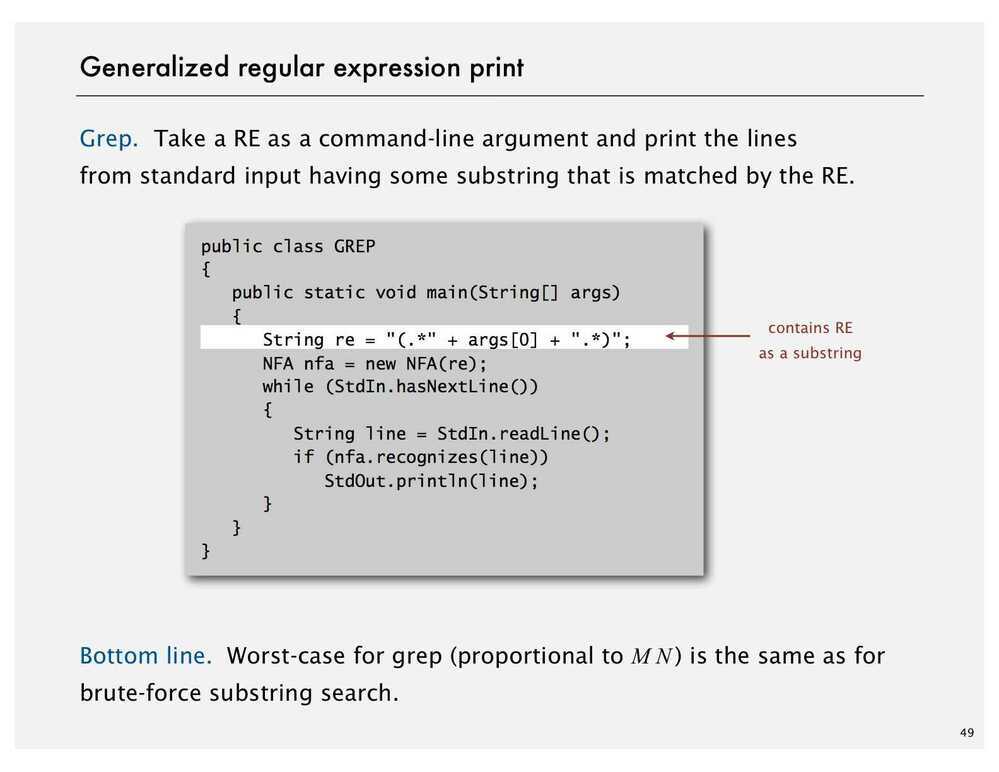 Generalized regular expression print
Grep. Take a RE as a command-line argument and print the lines
from standard input having some substring that is matched by the RE.
public class GREP
{
   public static void main(String[] args)
   {
      String re = "(.*" + args[0] + ".*)";
      NFA nfa = new NFA(re);
      while (StdIn.hasNextLine())
      {
         String line = StdIn.readLine();
         if (nfa.recognizes(line))
            StdOut.println(line);
      }
   }
}
contains RE
as a substring
Bottom line. Worst-case for grep (proportional to M N) is the same as for
brute-force substring search.
49